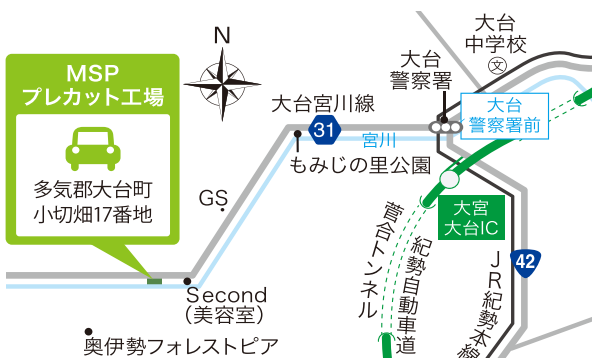 MSP
プレカット工場
多気郡大台町
小切畑17番地
N
大台
中学校
文
大台
警察署
大台
警察署前
大台宮川線
31
宮川
もみじの里公園
GS
大宮
大台IC
菅合トンネル
紀勢自動車道
JR紀勢本線
42
Second
(美容室)
奥伊勢フォレストピア